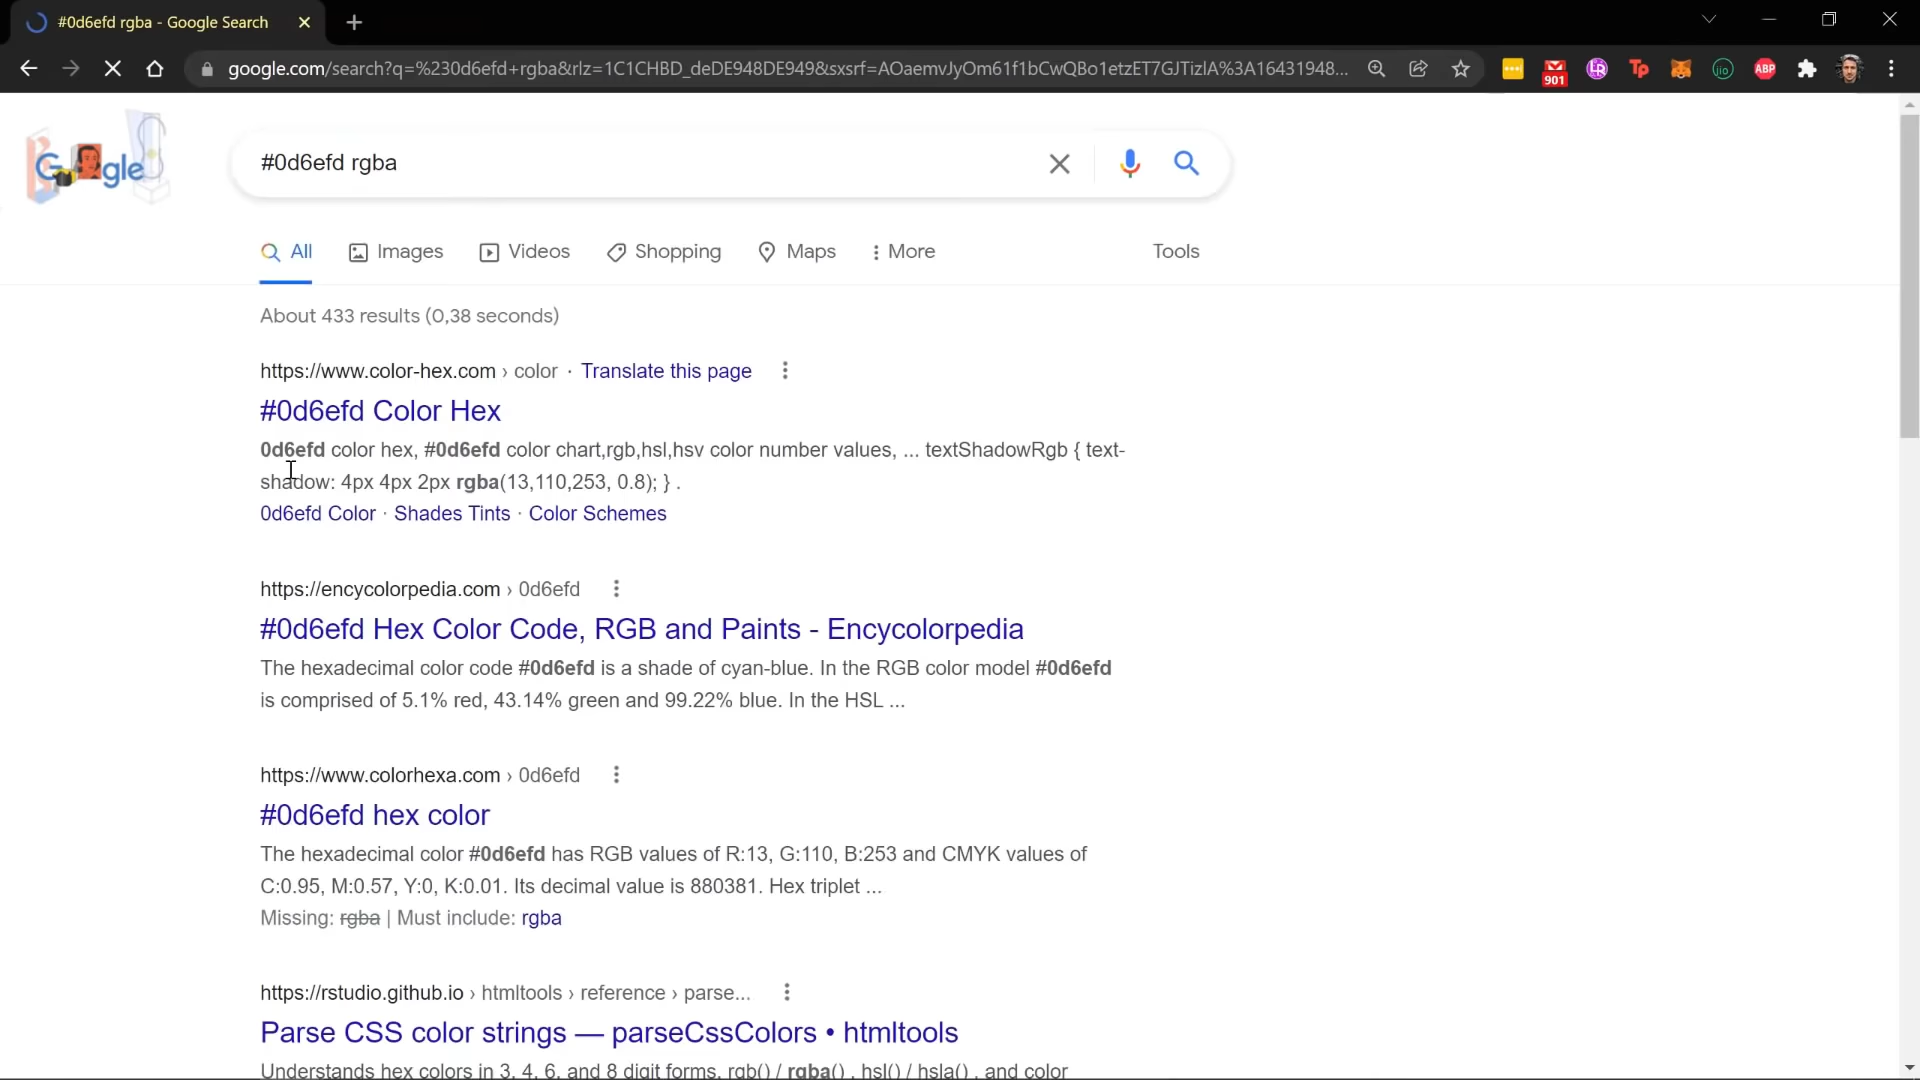 #0d6efd rgba - Google Search
google.com/search?q=%230d6efd+rgba&rlz=1C1CHBD_deDE948DE949&sxsrf=AOaemvJyOm61f1bCwQBo1etzET7GJTizlA%3A16431948...
901
LR
Tp
jio
ABP
Google
#0d6efd rgba
All Images Videos Shopping Maps More Tools
About 433 results (0,38 seconds)
https://www.color-hex.com › color · Translate this page
#0d6efd Color Hex
0d6efd color hex, #0d6efd color chart,rgb,hsl,hsv color number values, ... textShadowRgb { text-
shadow: 4px 4px 2px rgba(13,110,253, 0.8); } .
0d6efd Color · Shades Tints · Color Schemes
https://encycolorpedia.com › 0d6efd
#0d6efd Hex Color Code, RGB and Paints - Encycolorpedia
The hexadecimal color code #0d6efd is a shade of cyan-blue. In the RGB color model #0d6efd
is comprised of 5.1% red, 43.14% green and 99.22% blue. In the HSL ...
https://www.colorhexa.com › 0d6efd
#0d6efd hex color
The hexadecimal color #0d6efd has RGB values of R:13, G:110, B:253 and CMYK values of
C:0.95, M:0.57, Y:0, K:0.01. Its decimal value is 880381. Hex triplet ...
Missing: rgba | Must include: rgba
https://rstudio.github.io › htmltools › reference › parse...
Parse CSS color strings — parseCssColors • htmltools
Understands hex colors in 3, 4, 6, and 8 digit forms, rgb() / rgba() , hsl() / hsla() , and color